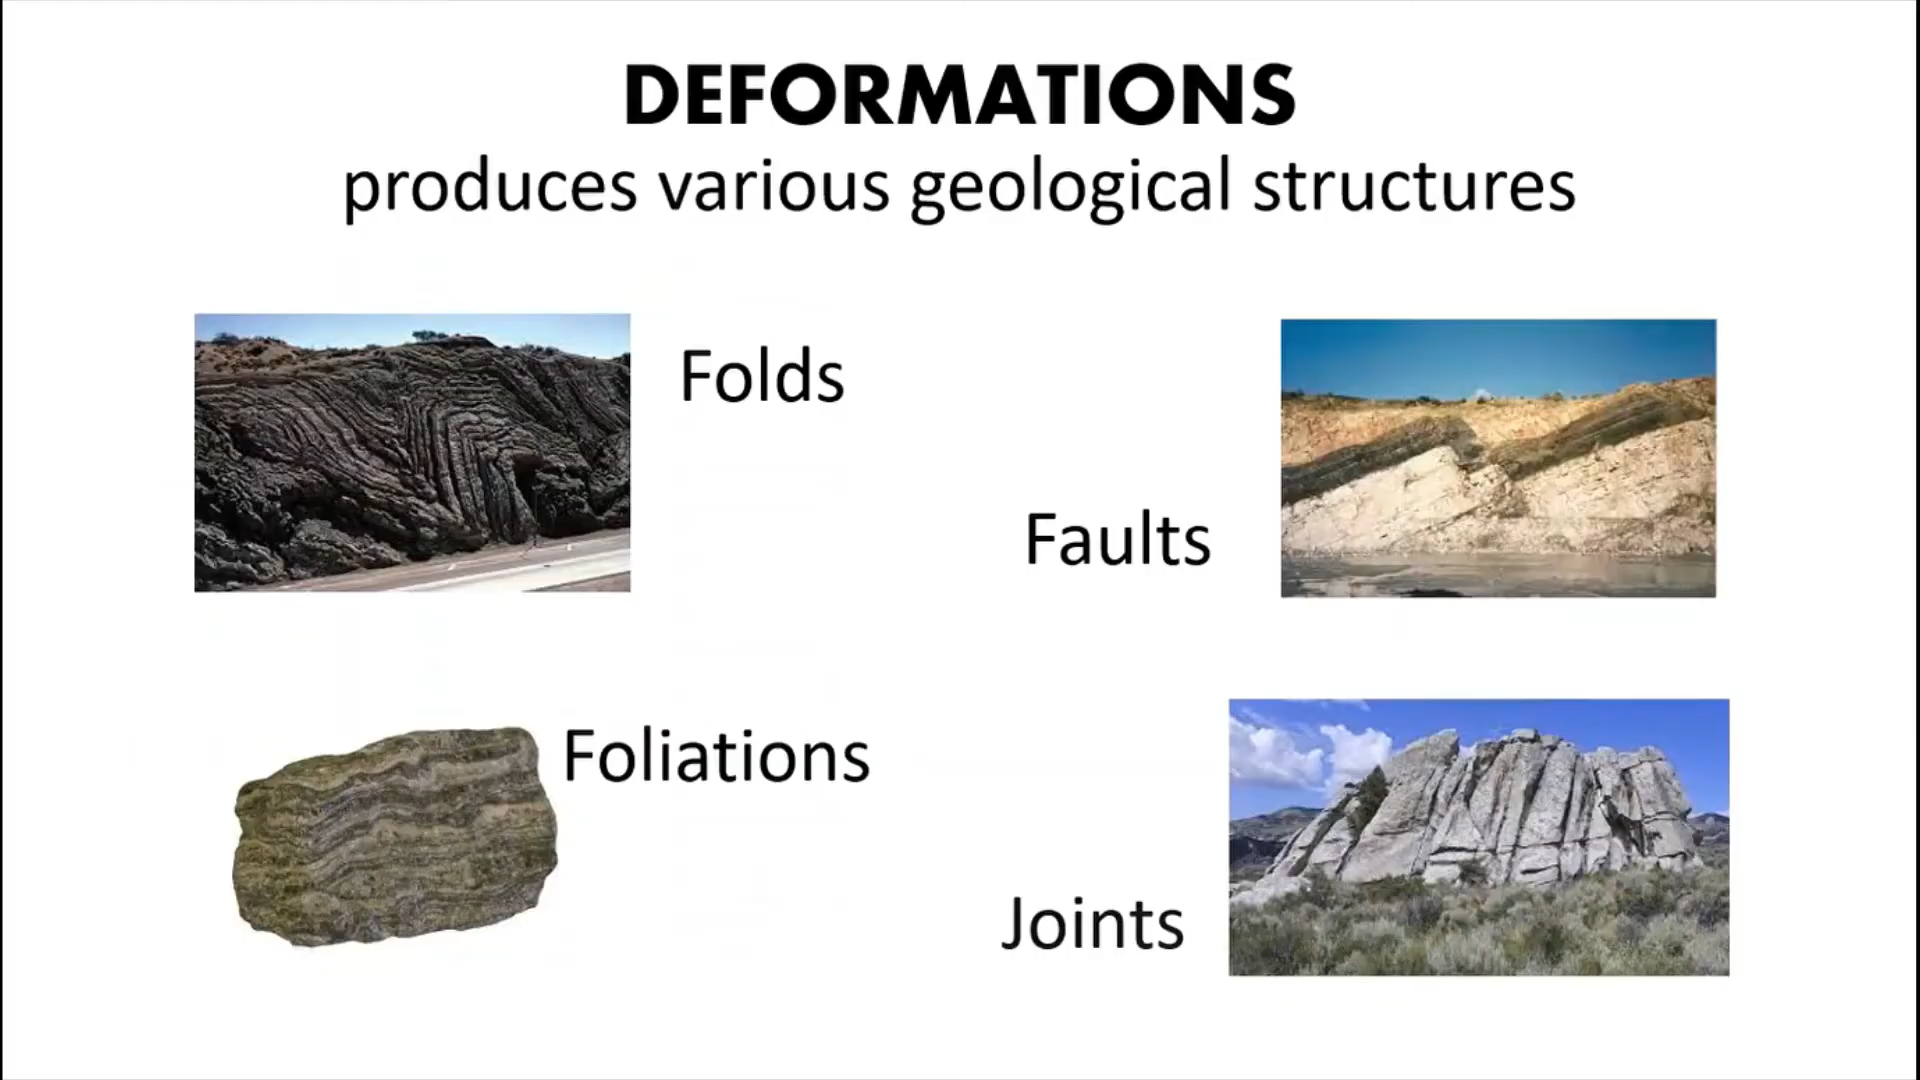 DEFORMATIONS
produces various geological structures
Folds
Faults
Foliations
Joints